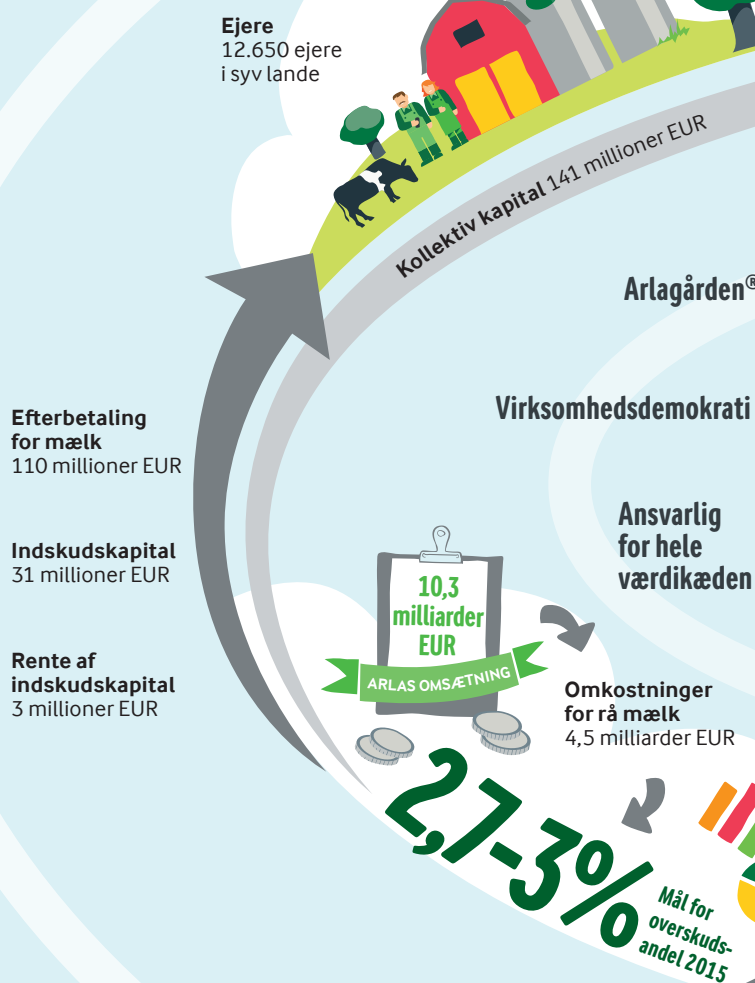 Ejere
12.650 ejere
i syv lande
Kollektiv kapital 141 millioner EUR
Arlagården®
Virksomhedsdemokrati
Efterbetaling
for mælk
110 millioner EUR
Ansvarlig
for hele
værdikæden
Indskudskapital
31 millioner EUR
10,3
milliarder
EUR
ARLAS OMSÆTNING
Rente af
indskudskapital
3 millioner EUR
Omkostninger
for rå mælk
4,5 milliarder EUR
2,7-3%
Mål for
overskuds-
andel 2015